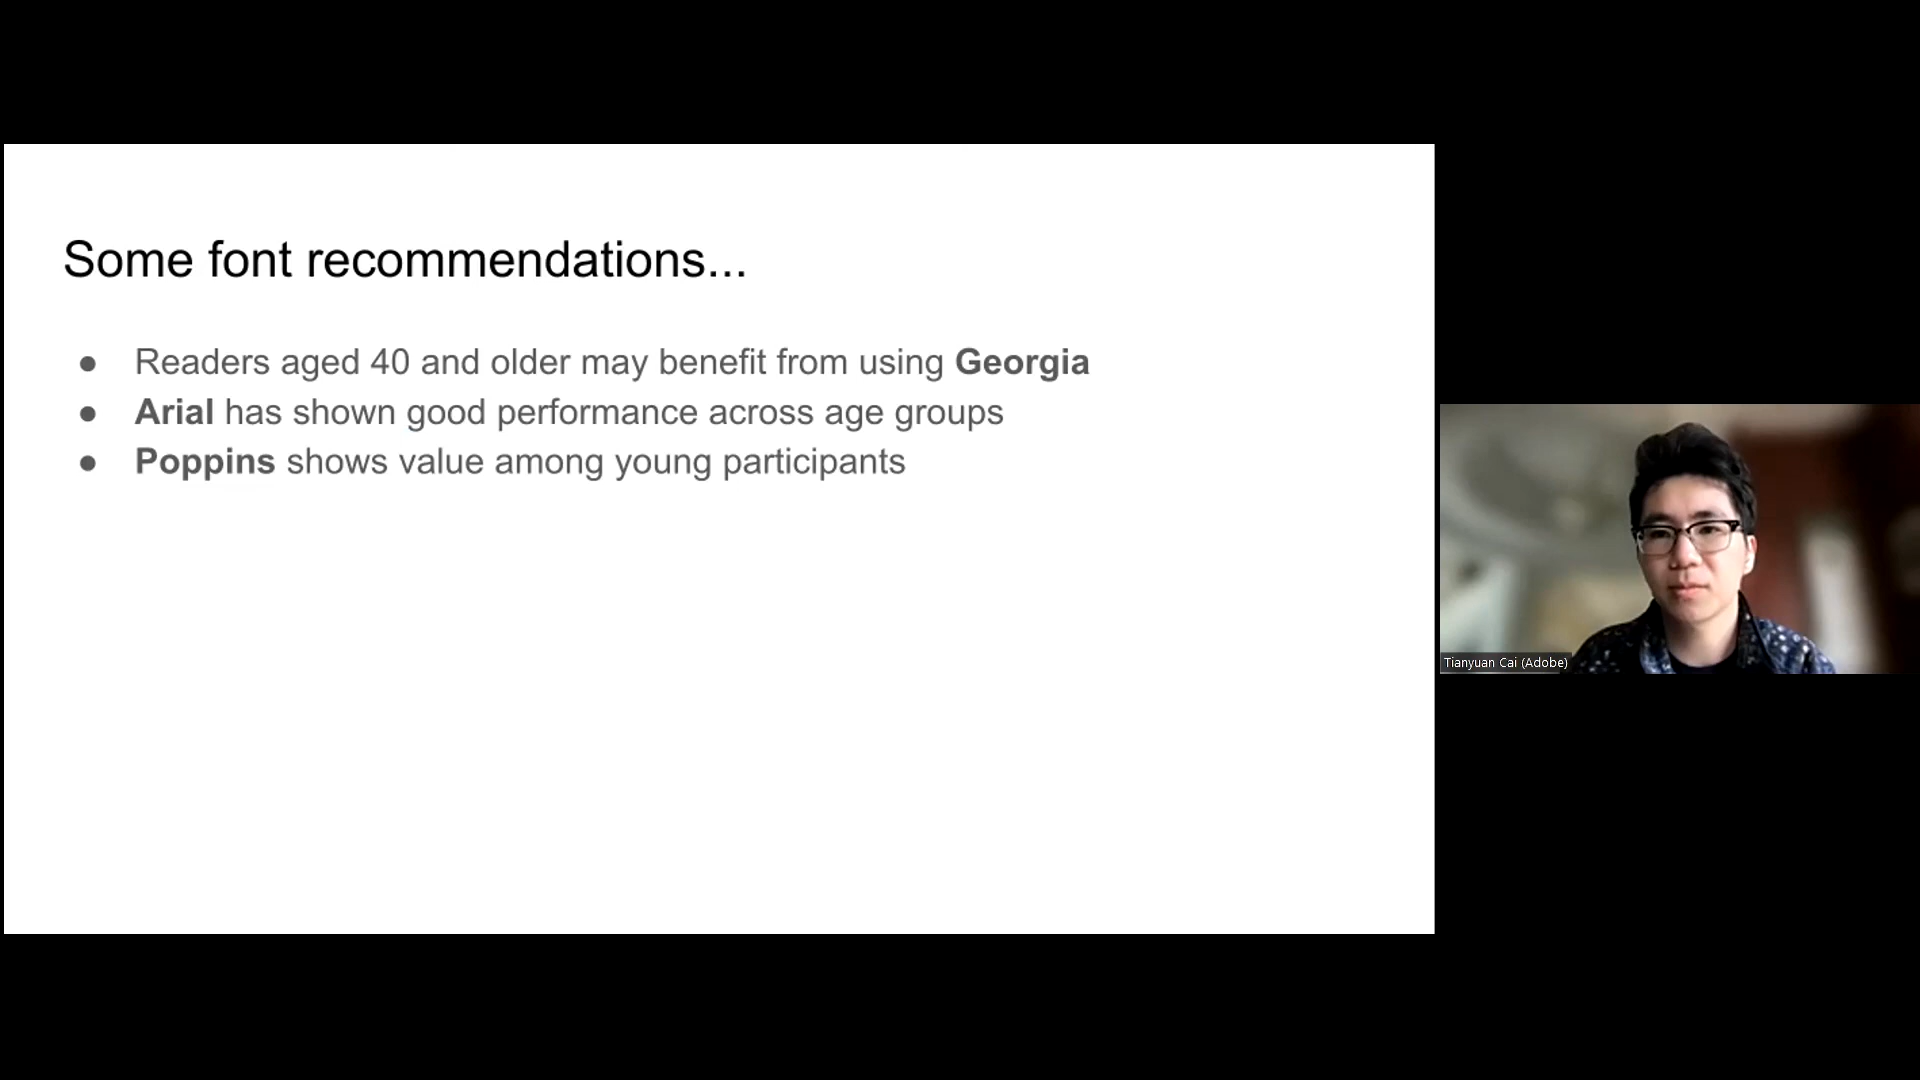 Some font recommendations...
● Readers aged 40 and older may benefit from using Georgia
● Arial has shown good performance across age groups
● Poppins shows value among young participants
Tianyuan Cai (Adobe)